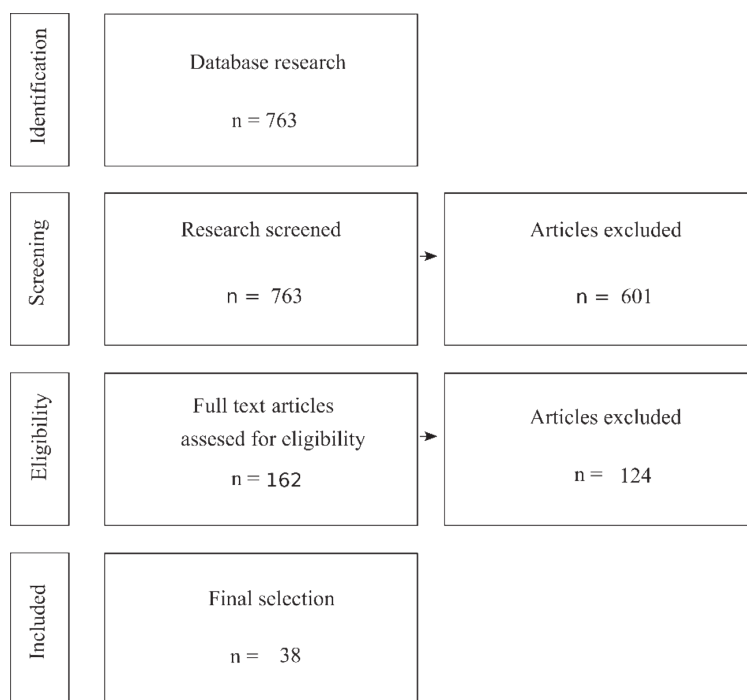 Identification
Database research
n = 763
Screening
Research screened
n = 763
Articles excluded
n = 601
Eligibility
Full text articles
assesed for eligibility
n = 162
Articles excluded
n = 124
Included
Final selection
n = 38